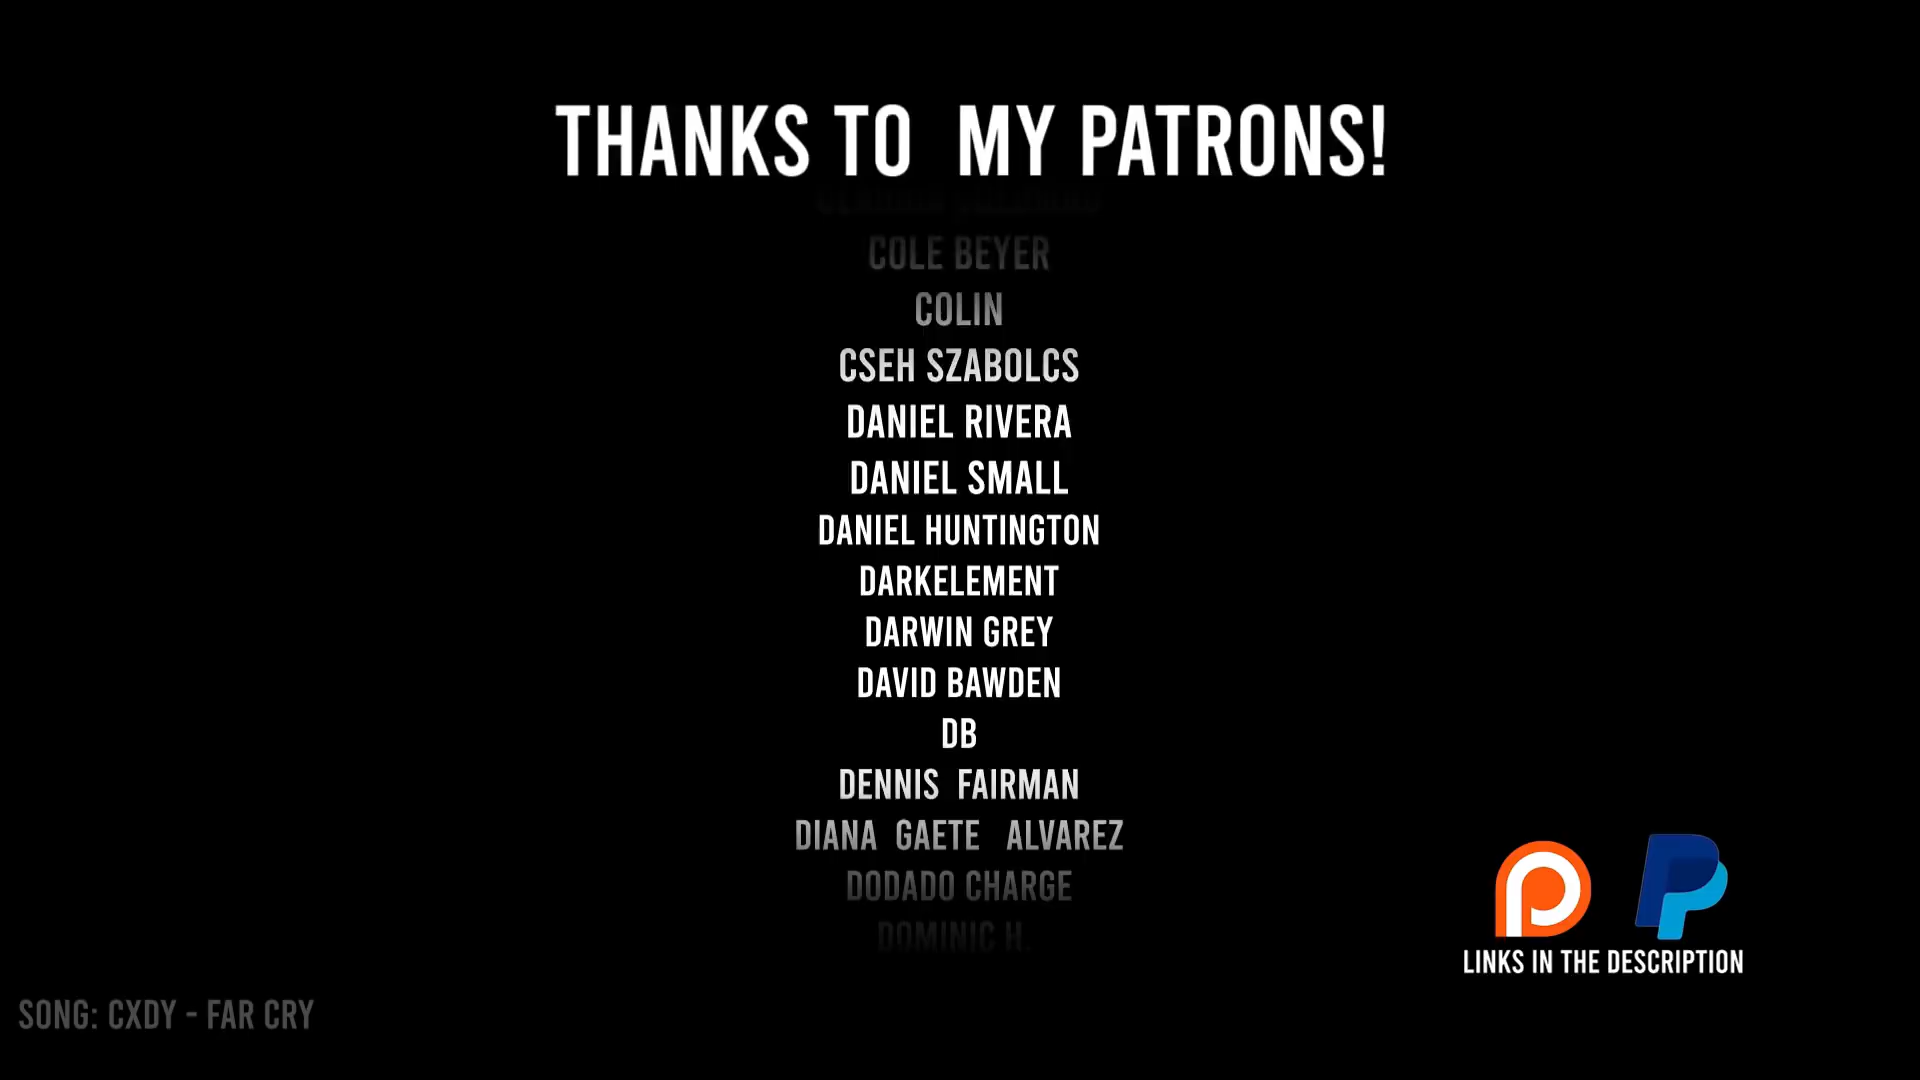 THANKS TO  MY PATRONS!
COLE BEYER
COLIN
CSEH SZABOLCS
DANIEL RIVERA
DANIEL SMALL
DANIEL HUNTINGTON
DARKELEMENT
DARWIN GREY
DAVID BAWDEN
DB
DENNIS  FAIRMAN
DIANA  GAETE   ALVAREZ
DODADO CHARGE
DOMINIC H.
LINKS IN THE DESCRIPTION
SONG: CXDY - FAR CRY